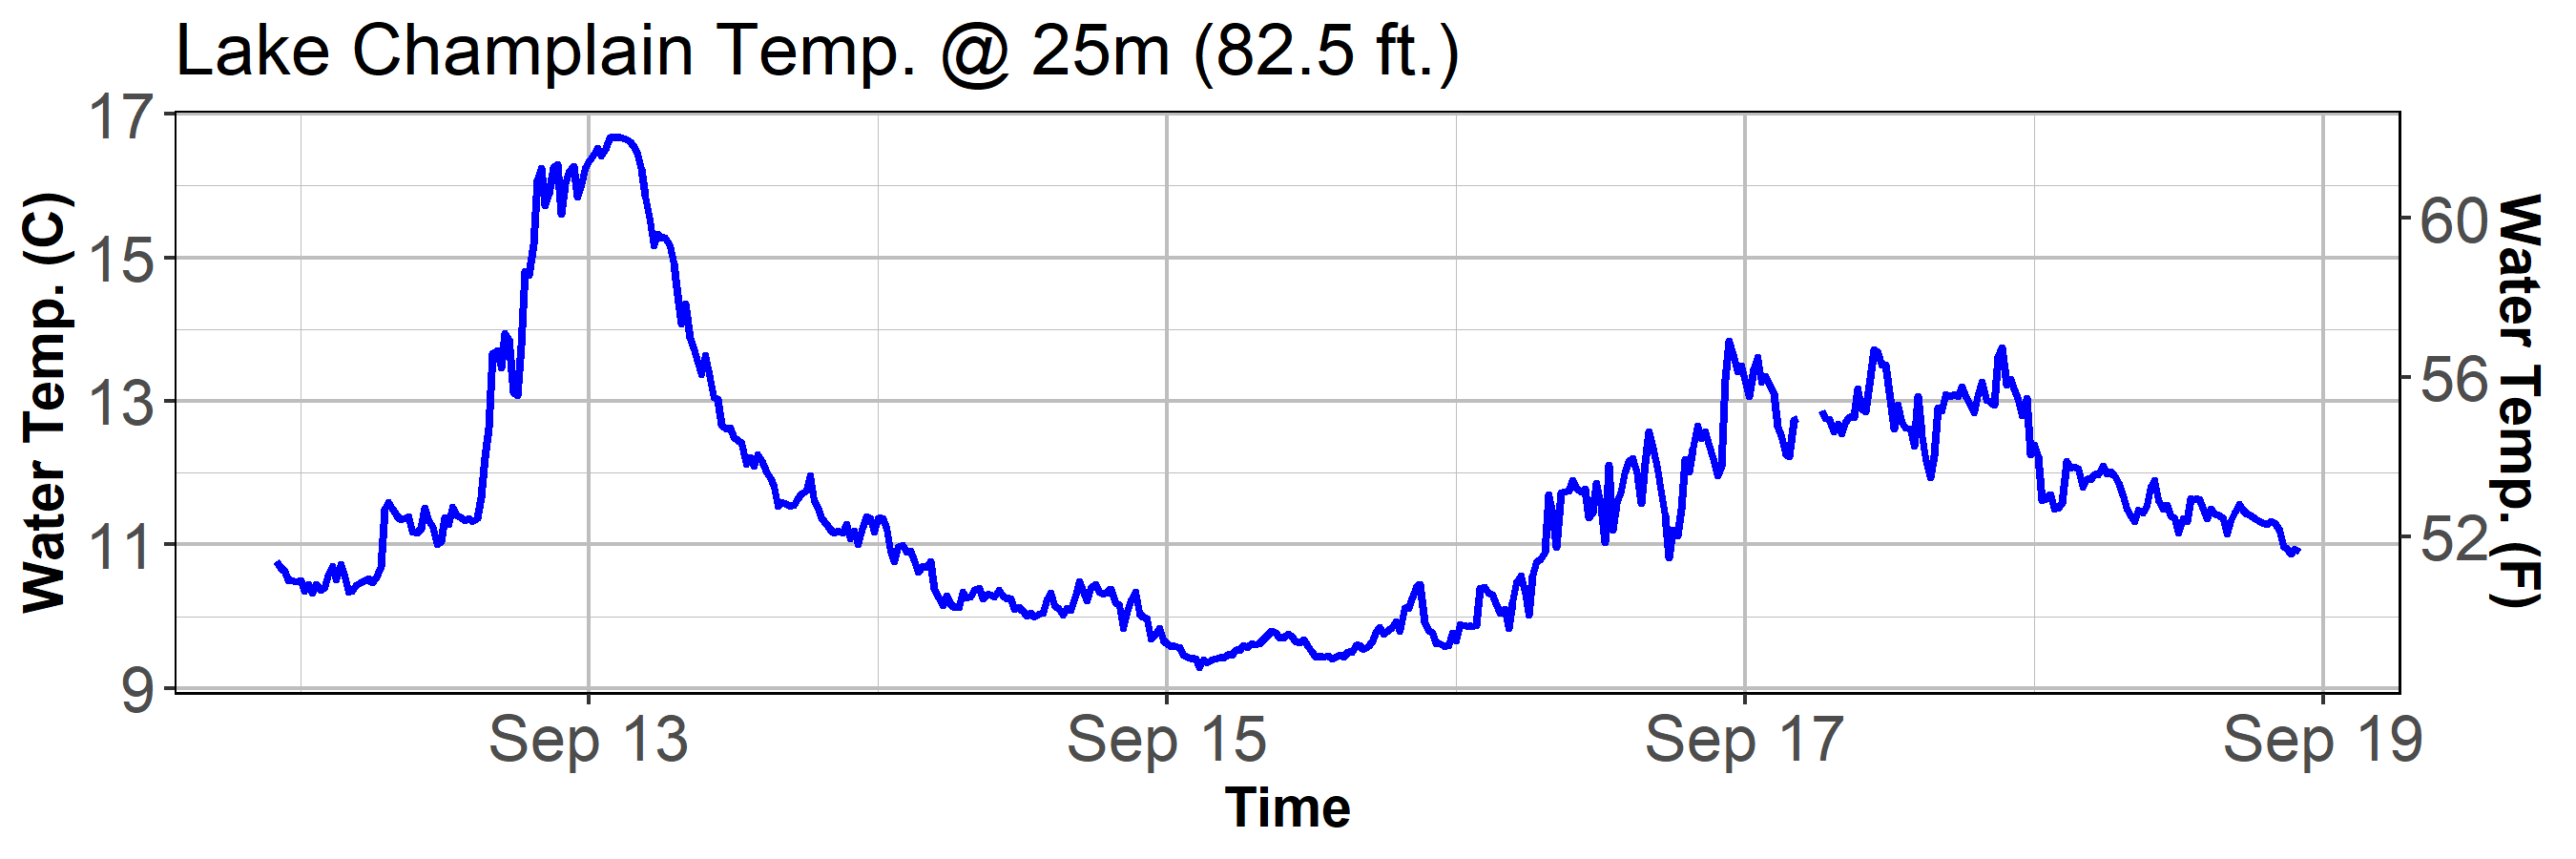 Lake Champlain Temp. @ 25m (82.5 ft.)
Water Temp. (C)
17
15
13
11
9
60
56
52
Water Temp. (F)
Sep 13
Sep 15
Sep 17
Sep 19
Time